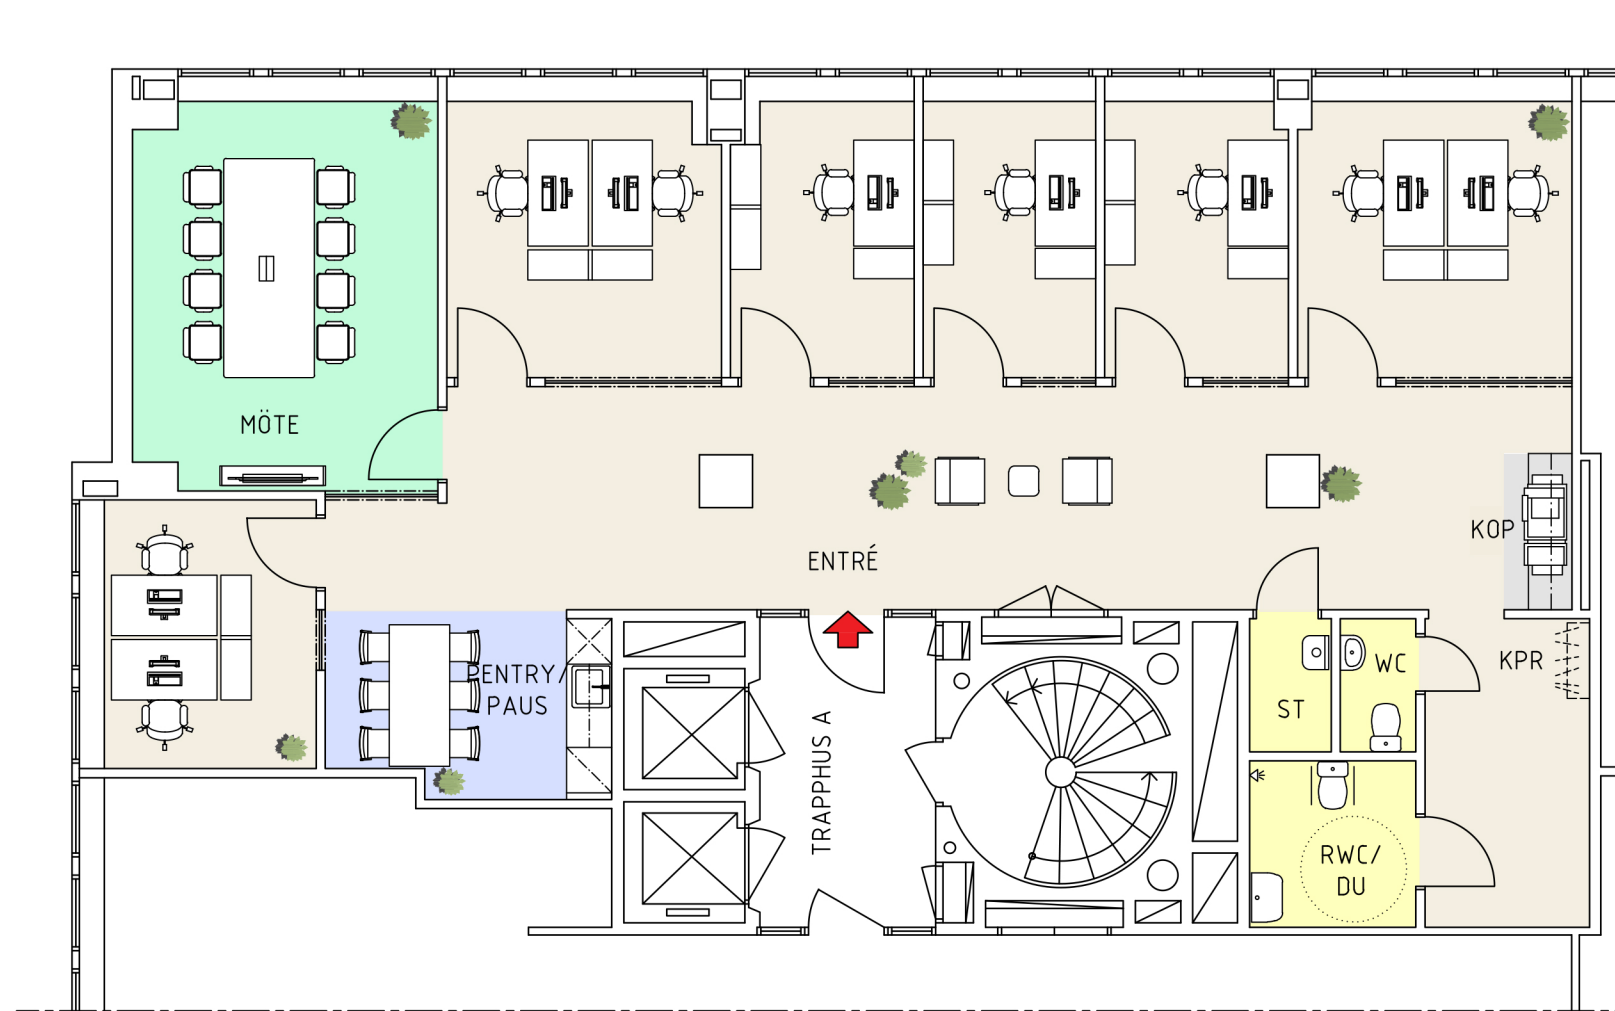 MÖTE
KOP
ENTRÉ
PENTRY/
PAUS
TRAPPHUS A
ST
WC
KPR
RWC/
DU